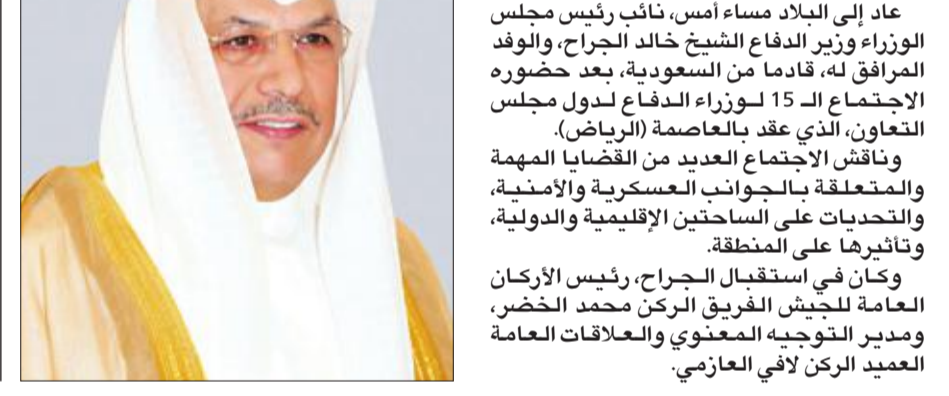 عاد إلى البلاد مساء أمس، نائب رئيس مجلس
الوزراء وزير الدفاع الشيخ خالد الجراح، والوفد
المرافق له، قادما من السعودية، بعد حضوره
الاجتماع الـ 15 لوزراء الدفاع لدول مجلس
التعاون، الذي عقد بالعاصمة (الرياض).
وناقش الاجتماع العديد من القضايا المهمة
والمتعلقة بالجوانب العسكرية والأمنية،
والتحديات على الساحتين الإقليمية والدولية،
وتأثيرها على المنطقة.
وكان في استقبال الجراح، رئيس الأركان
العامة للجيش الفريق الركن محمد الخضر،
ومدير التوجيه المعنوي والعلاقات العامة
العميد الركن لافي العازمي.